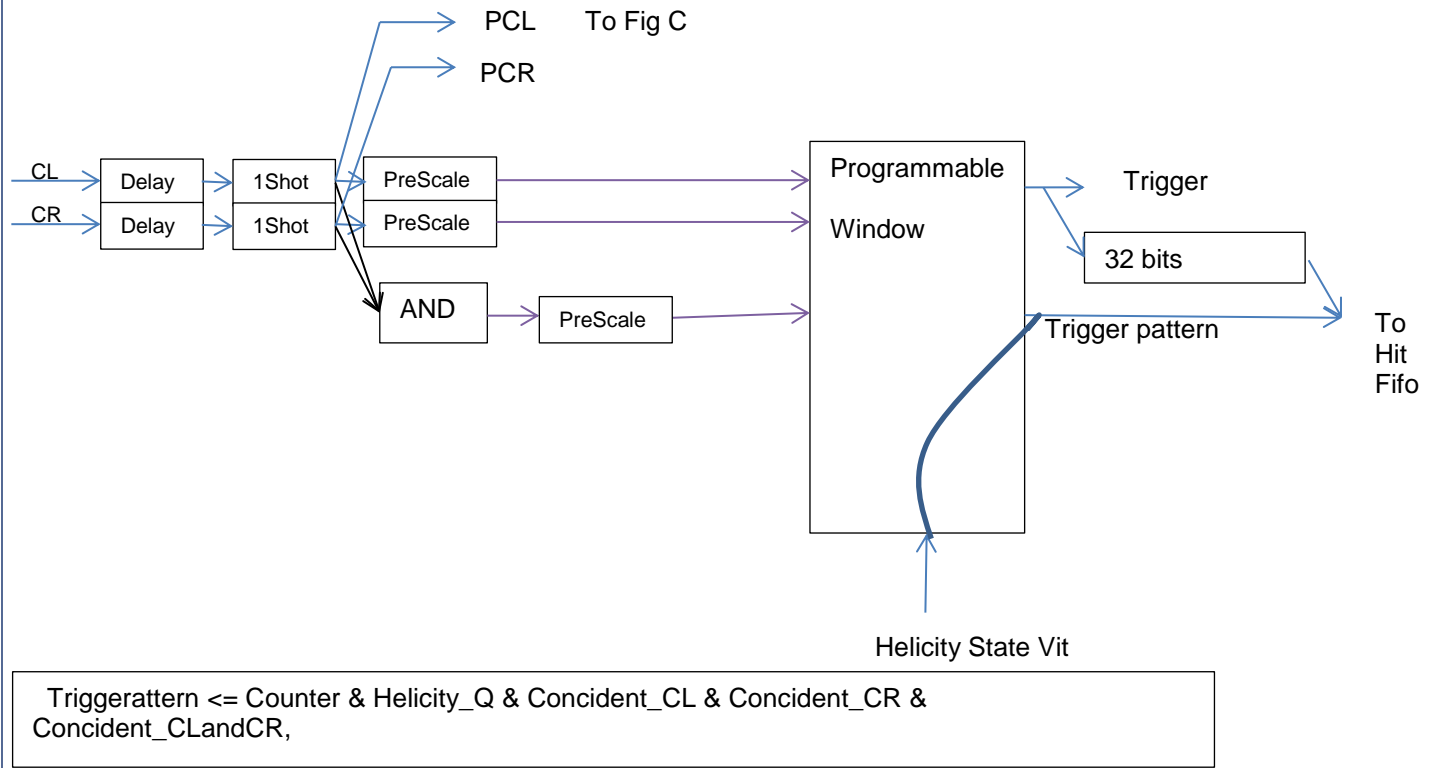 PCL To Fig C
PCR
CL Delay 1Shot PreScale
CR Delay 1Shot PreScale
AND PreScale
Programmable
Window
Trigger
32 bits
Trigger pattern
To
Hit
Fifo
Helicity State Vit
Triggerattern <= Counter & Helicity_Q & Concident_CL & Concident_CR &
Concident_CLandCR,